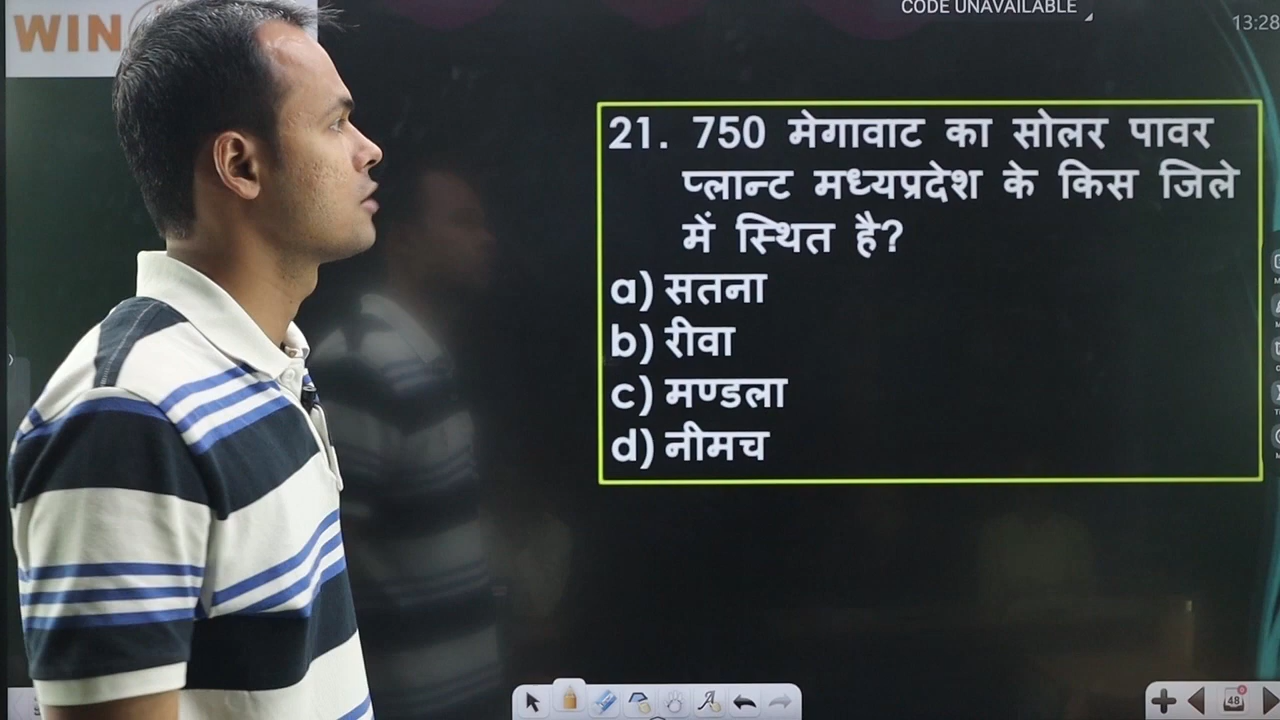 WIN
CODE UNAVAILABLE
13:28
21. 750 मेगावाट का सोलर पावर
प्लान्ट मध्यप्रदेश के किस जिले
में स्थित है?
a) सतना
b) रीवा
c) मण्डला
d) नीमच
48